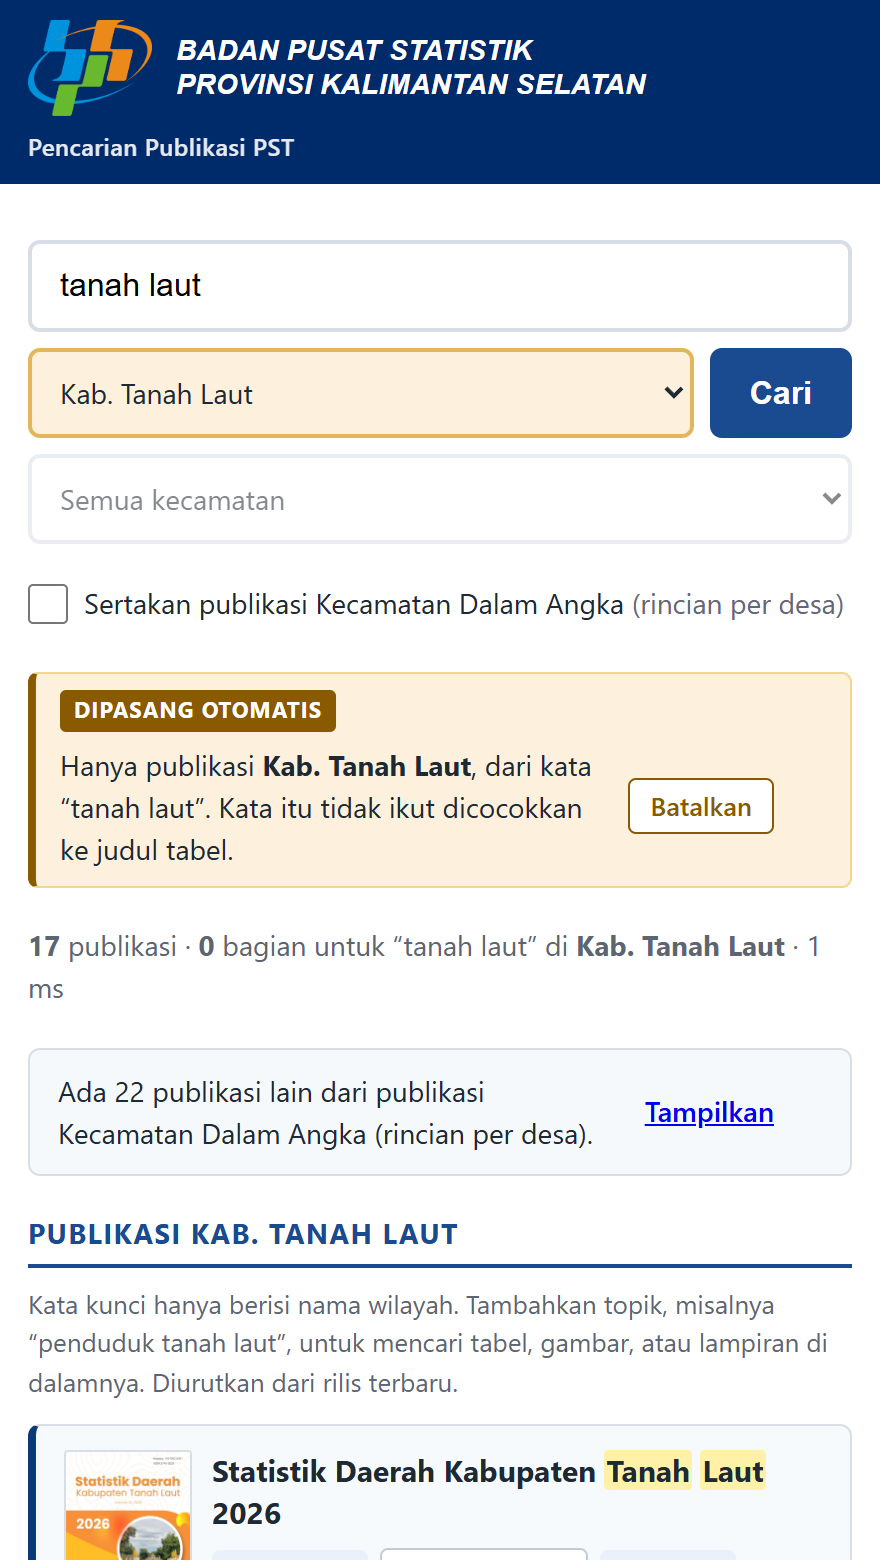 BADAN PUSAT STATISTIK
PROVINSI KALIMANTAN SELATAN
Pencarian Publikasi PST
tanah laut
Kab. Tanah Laut
Cari
Semua kecamatan
Sertakan publikasi Kecamatan Dalam Angka (rincian per desa)
DIPASANG OTOMATIS
Hanya publikasi Kab. Tanah Laut, dari kata
“tanah laut”. Kata itu tidak ikut dicocokkan
ke judul tabel.
Batalkan
17 publikasi · 0 bagian untuk “tanah laut” di Kab. Tanah Laut · 1
ms
Ada 22 publikasi lain dari publikasi
Kecamatan Dalam Angka (rincian per desa).
Tampilkan
PUBLIKASI KAB. TANAH LAUT
Kata kunci hanya berisi nama wilayah. Tambahkan topik, misalnya
“penduduk tanah laut”, untuk mencari tabel, gambar, atau lampiran di
dalamnya. Diurutkan dari rilis terbaru.
Statistik Daerah
Kabupaten Tanah Laut
2026
Statistik Daerah Kabupaten Tanah Laut
2026